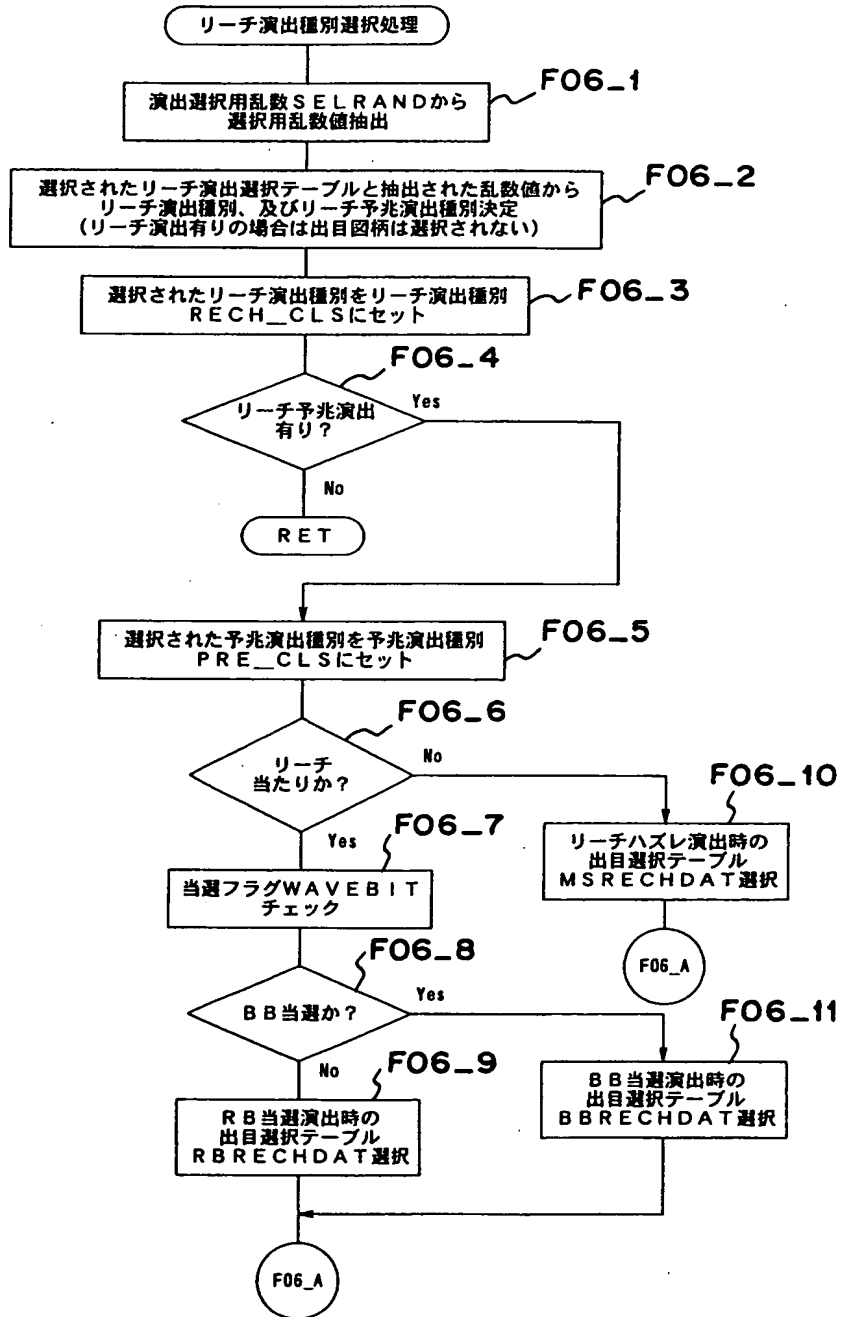 リーチ演出種別選択処理
F06_1
演出選択用乱数SELRANDから
選択用乱数値抽出
F06_2
選択されたリーチ演出選択テーブルと抽出された乱数値から
リーチ演出種別、及びリーチ予兆演出種別決定
(リーチ演出有りの場合は出目図柄は選択されない)
F06_3
選択されたリーチ演出種別をリーチ演出種別
RECH__CLSにセット
F06_4
リーチ予兆演出
有り?
Yes
No
RET
F06_5
選択された予兆演出種別を予兆演出種別
PRE__CLSにセット
F06_6
リーチ
当たりか?
No
Yes
F06_10
リーチハズレ演出時の
出目選択テーブル
MSRECHDAT選択
F06_A
F06_7
当選フラグWAVEBIT
チェック
F06_8
BB当選か?
Yes
No
F06_11
BB当選演出時の
出目選択テーブル
BBRECHDAT選択
F06_9
RB当選演出時の
出目選択テーブル
RBRECHDAT選択
F06_A